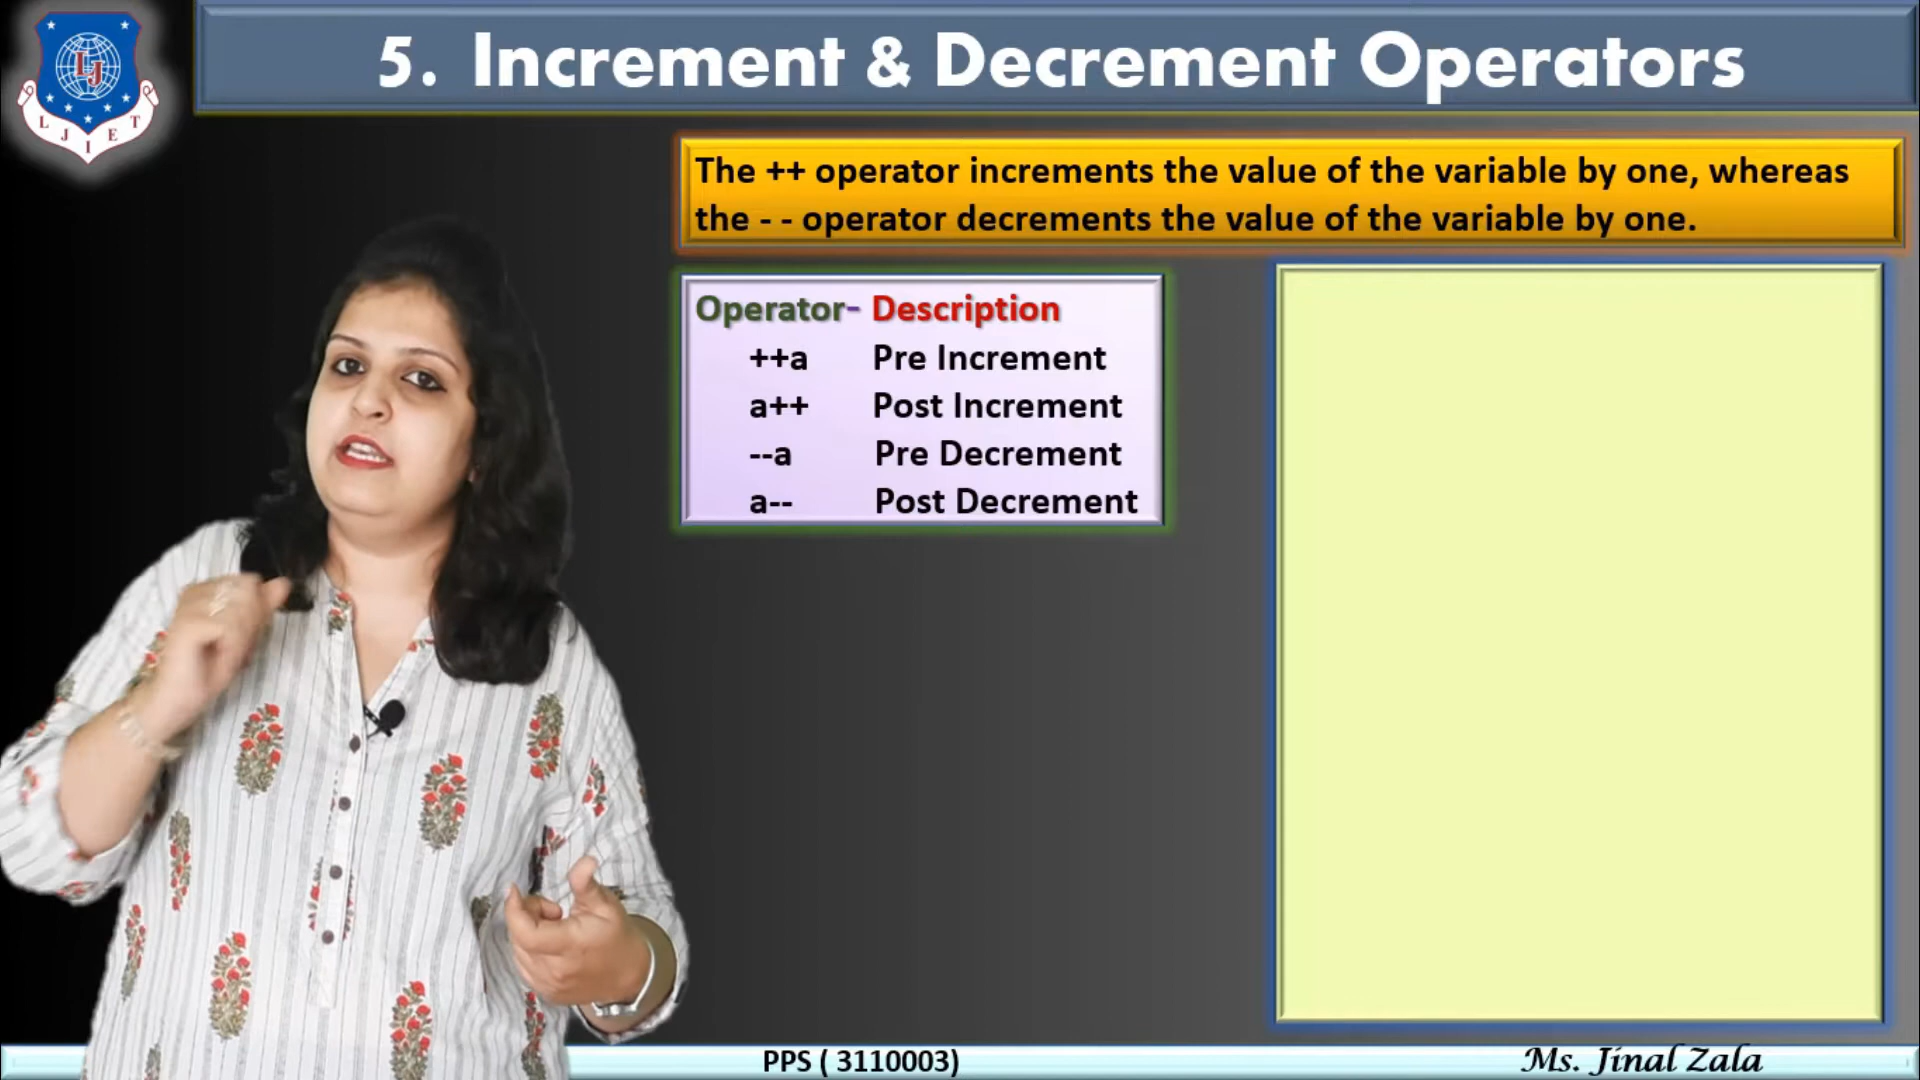 LJ
L J I E T
5. Increment & Decrement Operators
The ++ operator increments the value of the variable by one, whereas
the - - operator decrements the value of the variable by one.
Operator- Description
++a Pre Increment
a++ Post Increment
--a Pre Decrement
a-- Post Decrement
PPS ( 3110003)
Ms. Jinal Zala